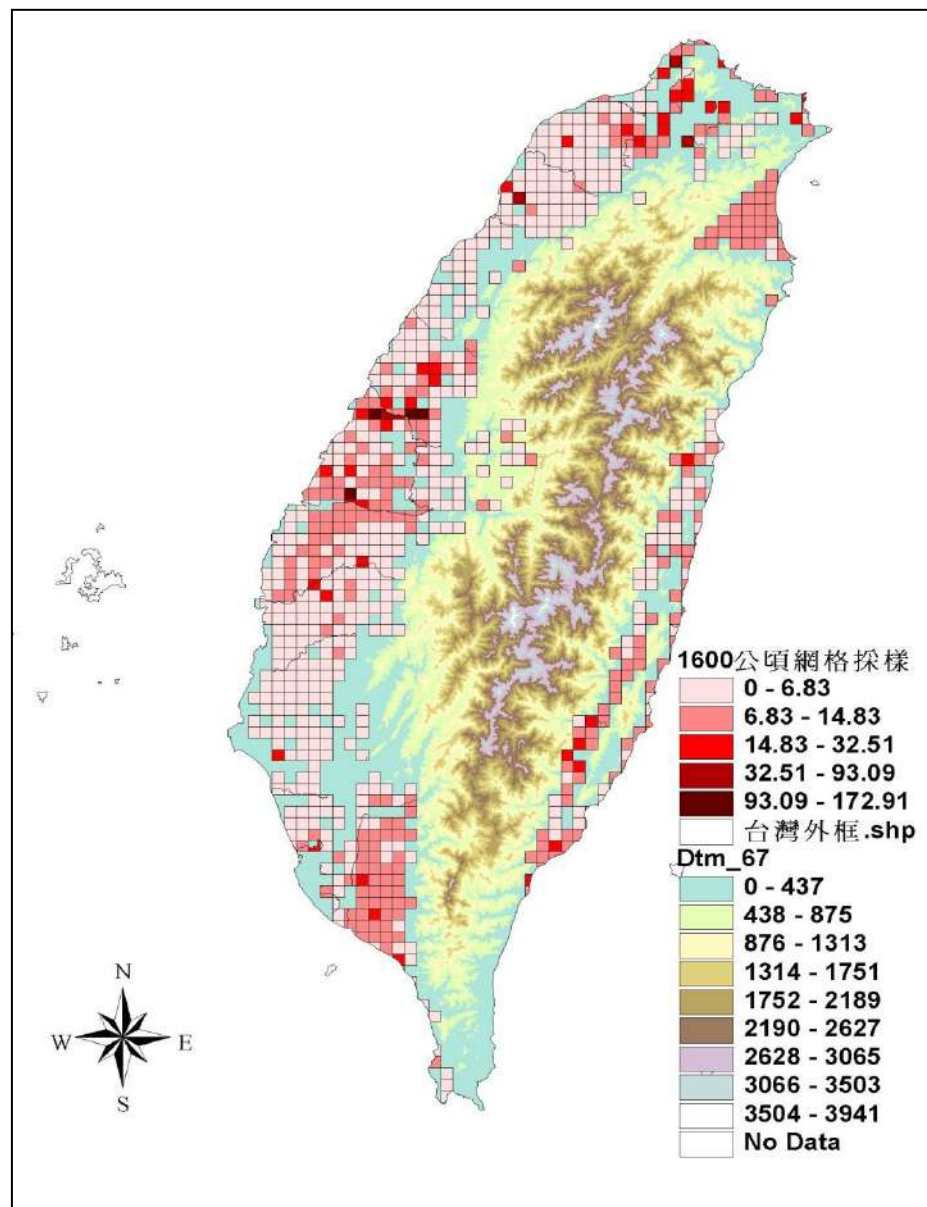 1600公頃網格採樣
0 - 6.83
6.83 - 14.83
14.83 - 32.51
32.51 - 93.09
93.09 - 172.91
台灣外框.shp
Dtm_67
0 - 437
438 - 875
876 - 1313
1314 - 1751
1752 - 2189
2190 - 2627
2628 - 3065
3066 - 3503
3504 - 3941
No Data
N
W E
S